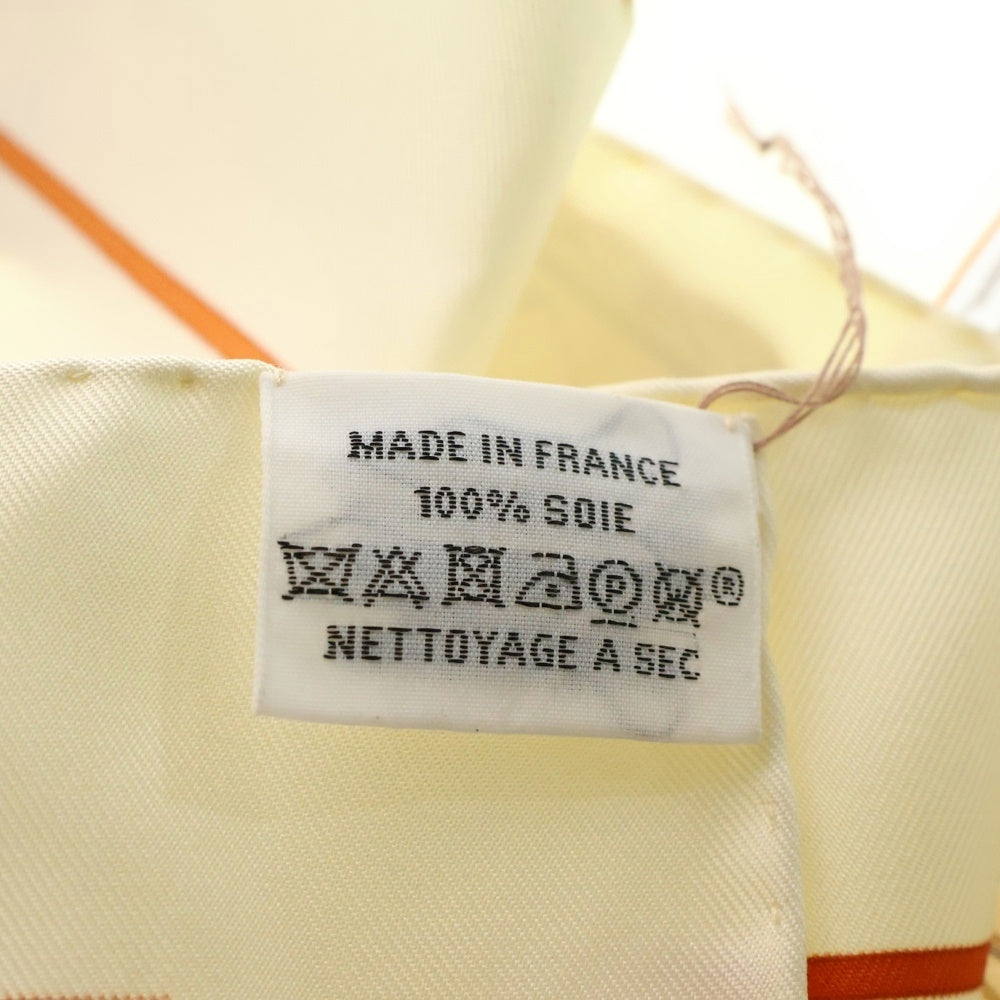 MADE IN FRANCE
100% SOIE
P ®
NETTOYAGE A SEC